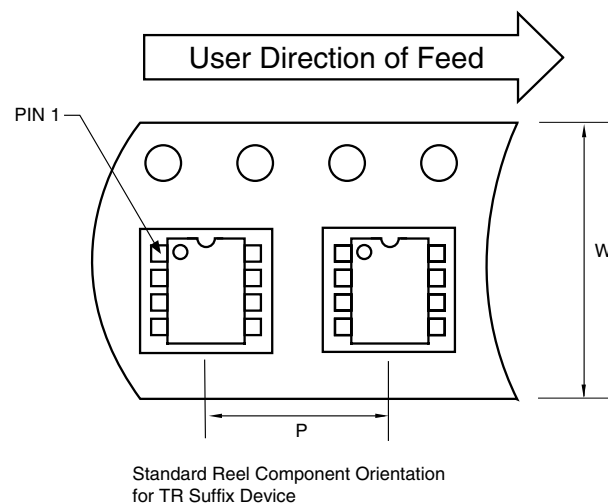 User Direction of Feed
PIN 1
W
P
Standard Reel Component Orientation
for TR Suffix Device